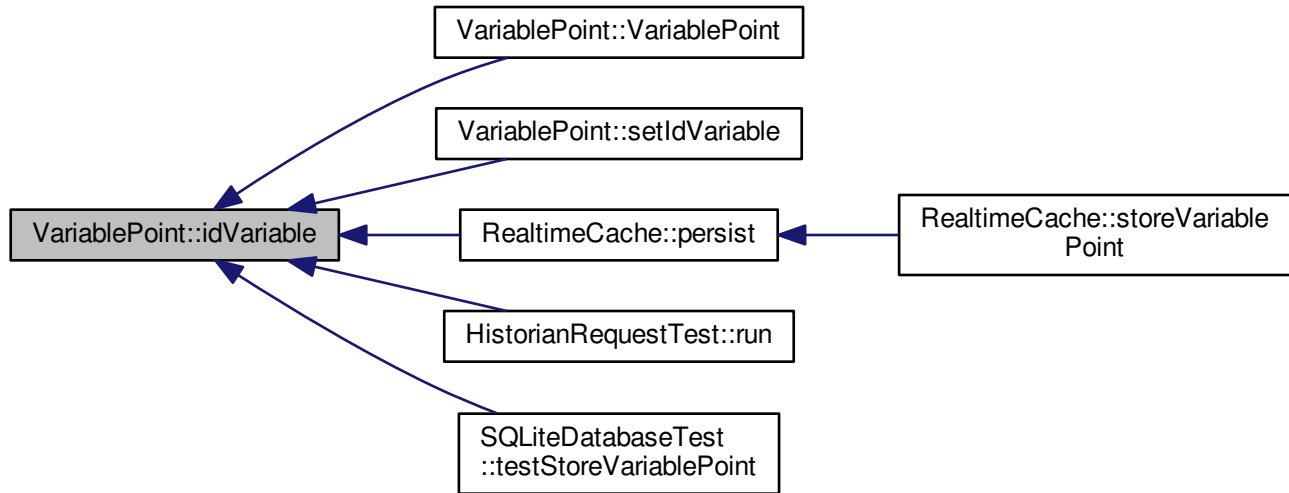 VariablePoint::VariablePoint
VariablePoint::setIdVariable
VariablePoint::idVariable
RealtimeCache::persist
RealtimeCache::storeVariable
Point
HistorianRequestTest::run
SQLiteDatabaseTest
::testStoreVariablePoint